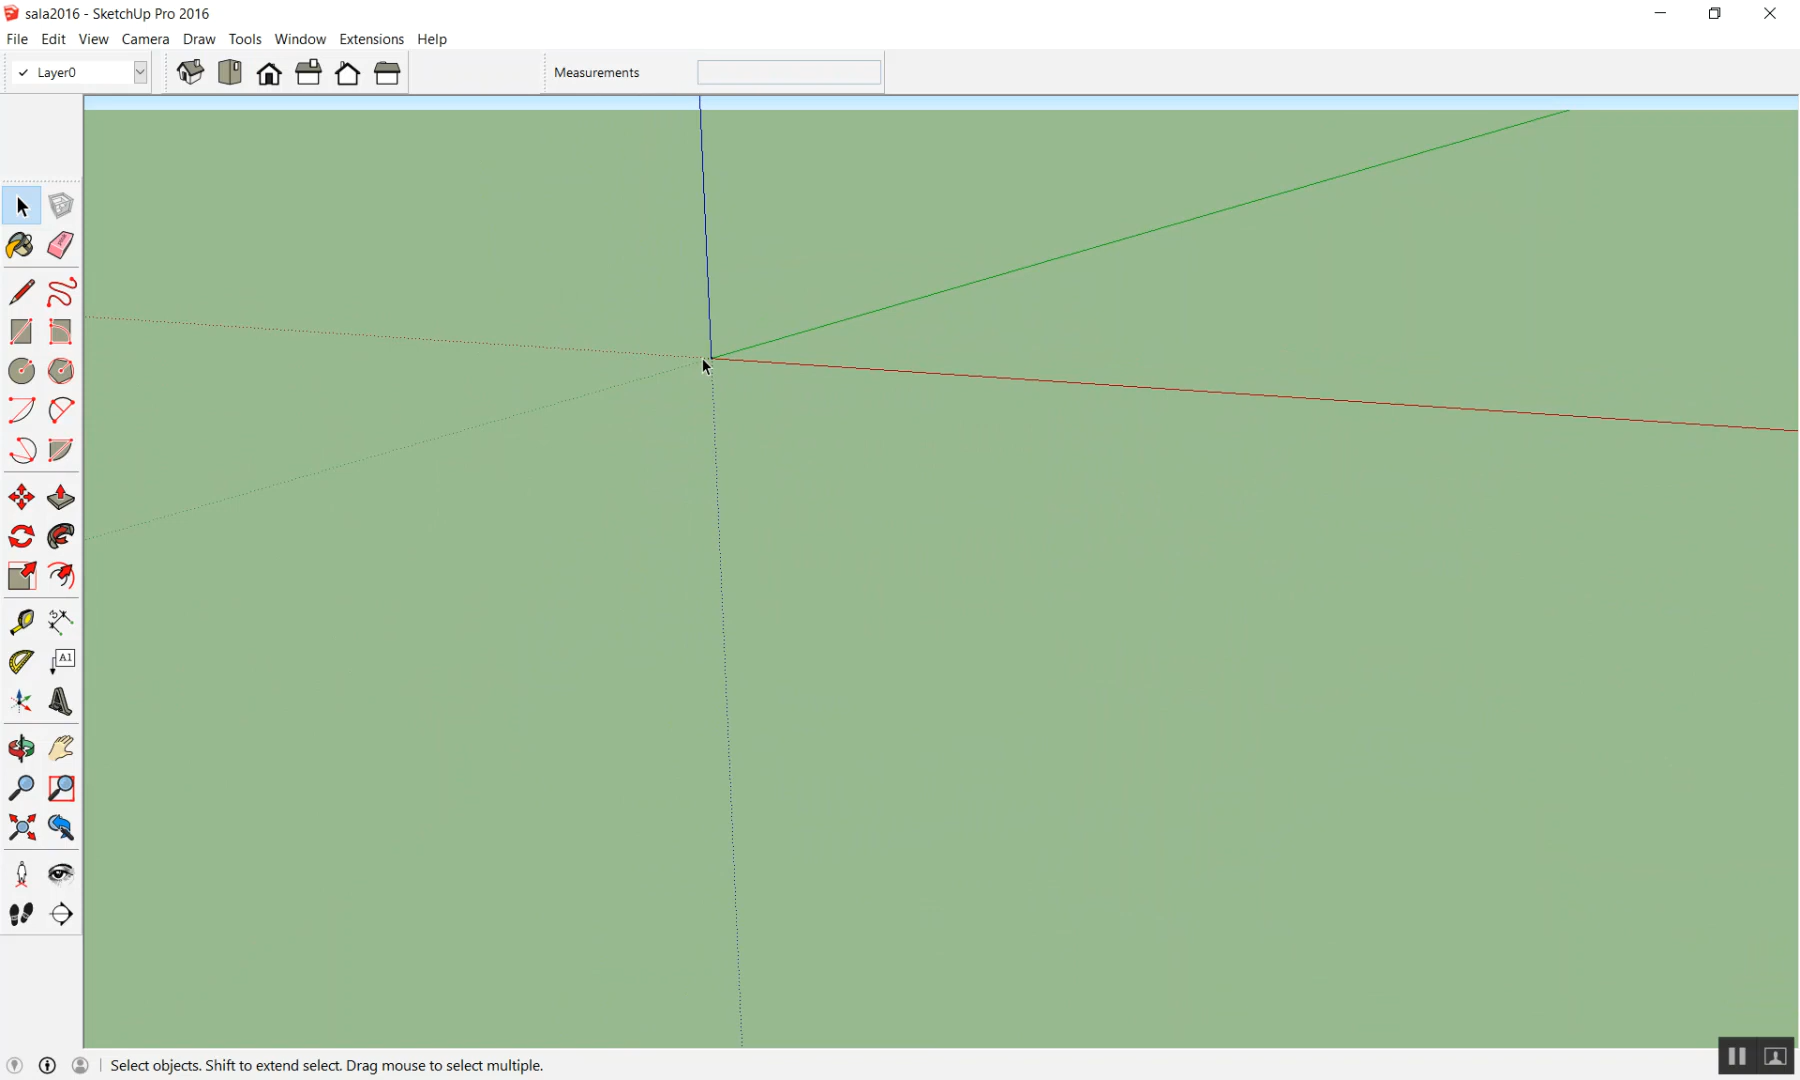 sala2016 - SketchUp Pro 2016
File Edit View Camera Draw Tools Window Extensions Help
Layer0
Measurements
A1
Select objects. Shift to extend select. Drag mouse to select multiple.